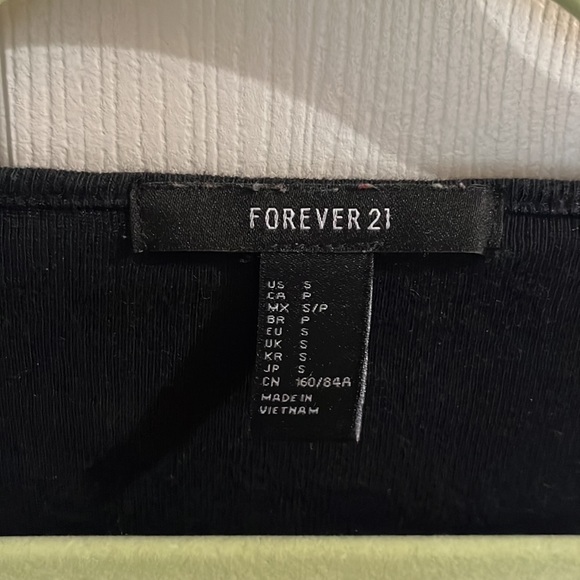 FOREVER 21
US S
CA P
MX S/P
BR P
EU S
UK S
KR S
JP S
CN 160/84A
MADE IN
VIETNAM